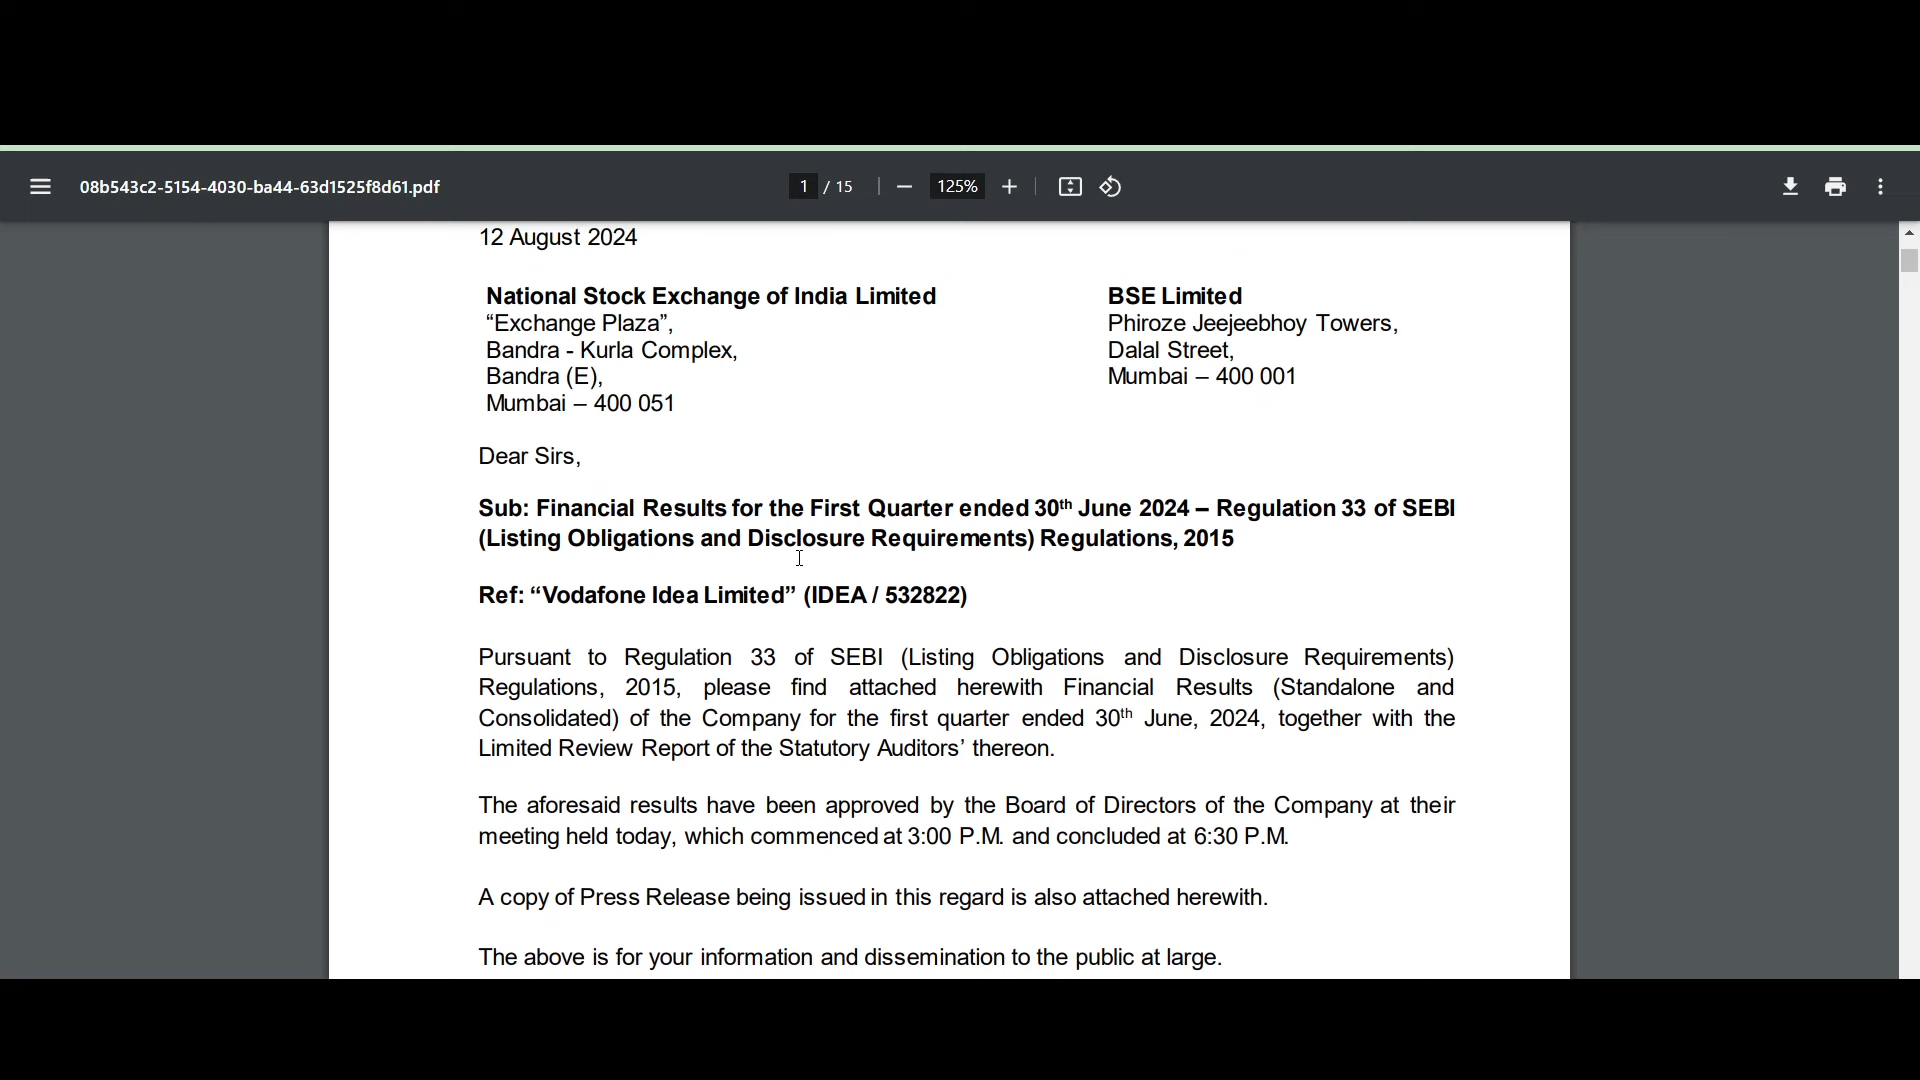 08b543c2-5154-4030-ba44-63d1525f8d61.pdf
1 / 15
125%
12 August 2024
National Stock Exchange of India Limited
“Exchange Plaza”,
Bandra - Kurla Complex,
Bandra (E),
Mumbai – 400 051
BSE Limited
Phiroze Jeejeebhoy Towers,
Dalal Street,
Mumbai – 400 001
Dear Sirs,
Sub: Financial Results for the First Quarter ended 30th June 2024 – Regulation 33 of SEBI
(Listing Obligations and Disclosure Requirements) Regulations, 2015
Ref: “Vodafone Idea Limited” (IDEA / 532822)
Pursuant to Regulation 33 of SEBI (Listing Obligations and Disclosure Requirements)
Regulations, 2015, please find attached herewith Financial Results (Standalone and
Consolidated) of the Company for the first quarter ended 30th June, 2024, together with the
Limited Review Report of the Statutory Auditors’ thereon.
The aforesaid results have been approved by the Board of Directors of the Company at their
meeting held today, which commenced at 3:00 P.M. and concluded at 6:30 P.M.
A copy of Press Release being issued in this regard is also attached herewith.
The above is for your information and dissemination to the public at large.